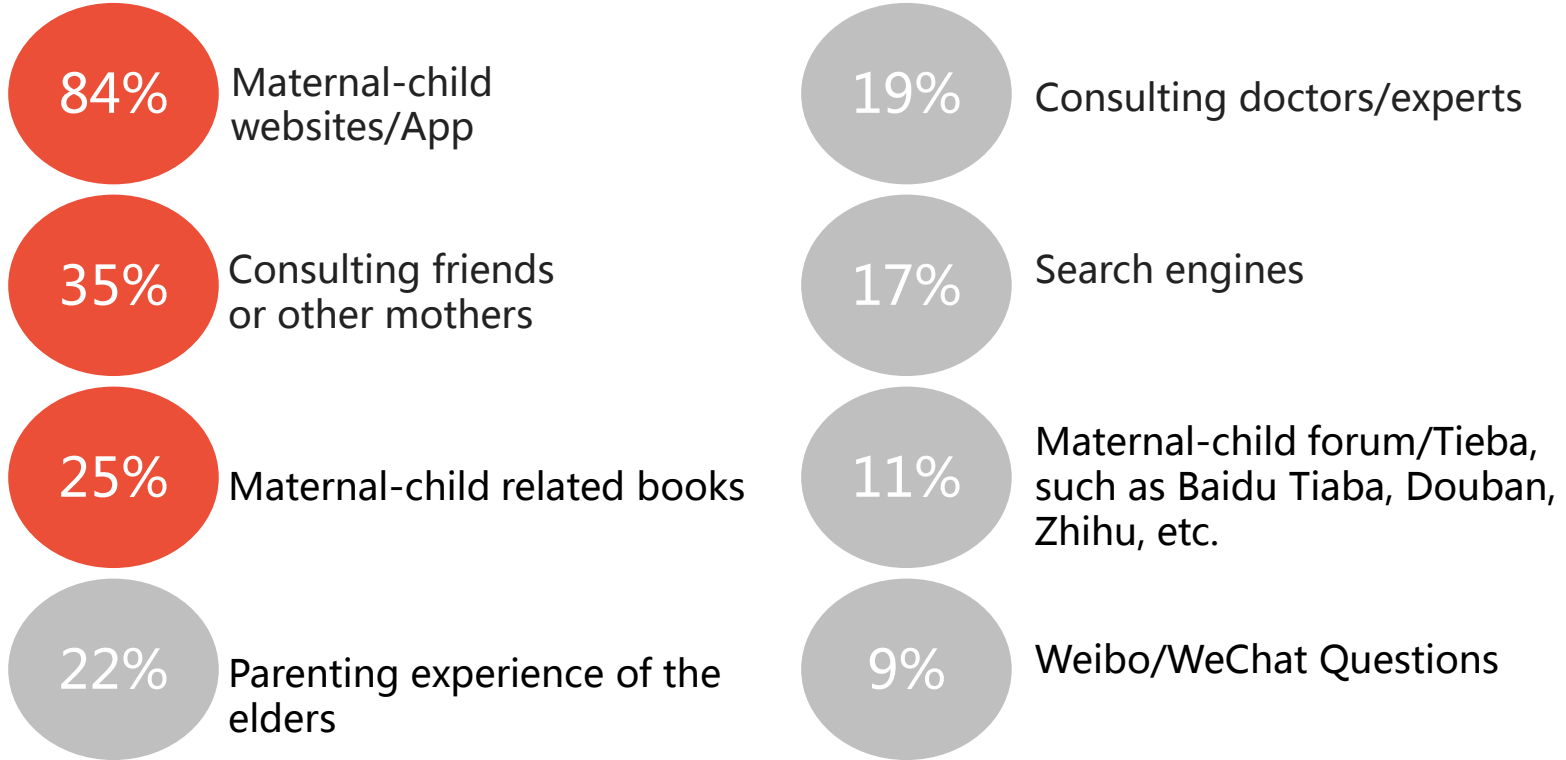 84%
Maternal-child
websites/App
35%
Consulting friends
or other mothers
25%
Maternal-child related books
22%
Parenting experience of the
elders
19%
Consulting doctors/experts
17%
Search engines
11%
Maternal-child forum/Tieba,
such as Baidu Tiaba, Douban,
Zhihu, etc.
9%
Weibo/WeChat Questions